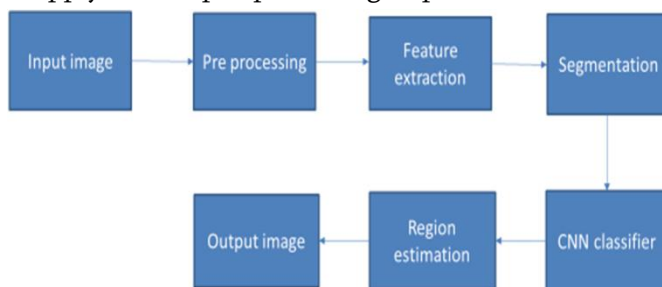 Input image
Pre processing
Feature
extraction
Segmentation
Output image
Region
estimation
CNN classifier